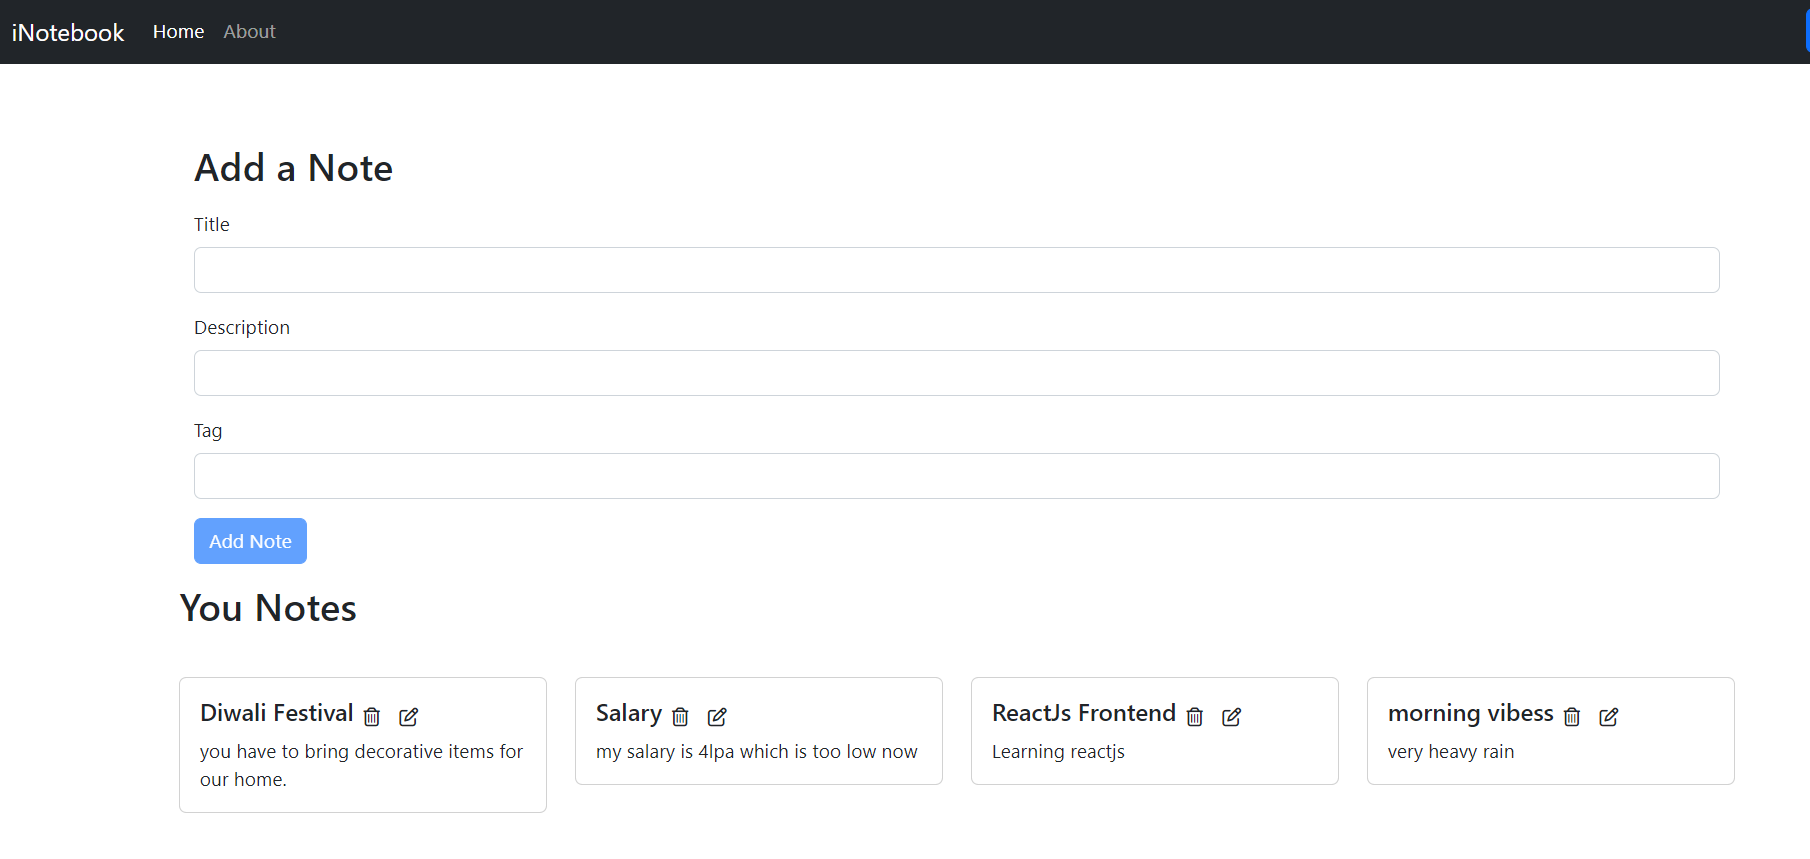 iNotebook Home About
Add a Note
Title
Description
Tag
Add Note
You Notes
Diwali Festival
you have to bring decorative items for
our home.
Salary
my salary is 4lpa which is too low now
ReactJs Frontend
Learning reactjs
morning vibess
very heavy rain